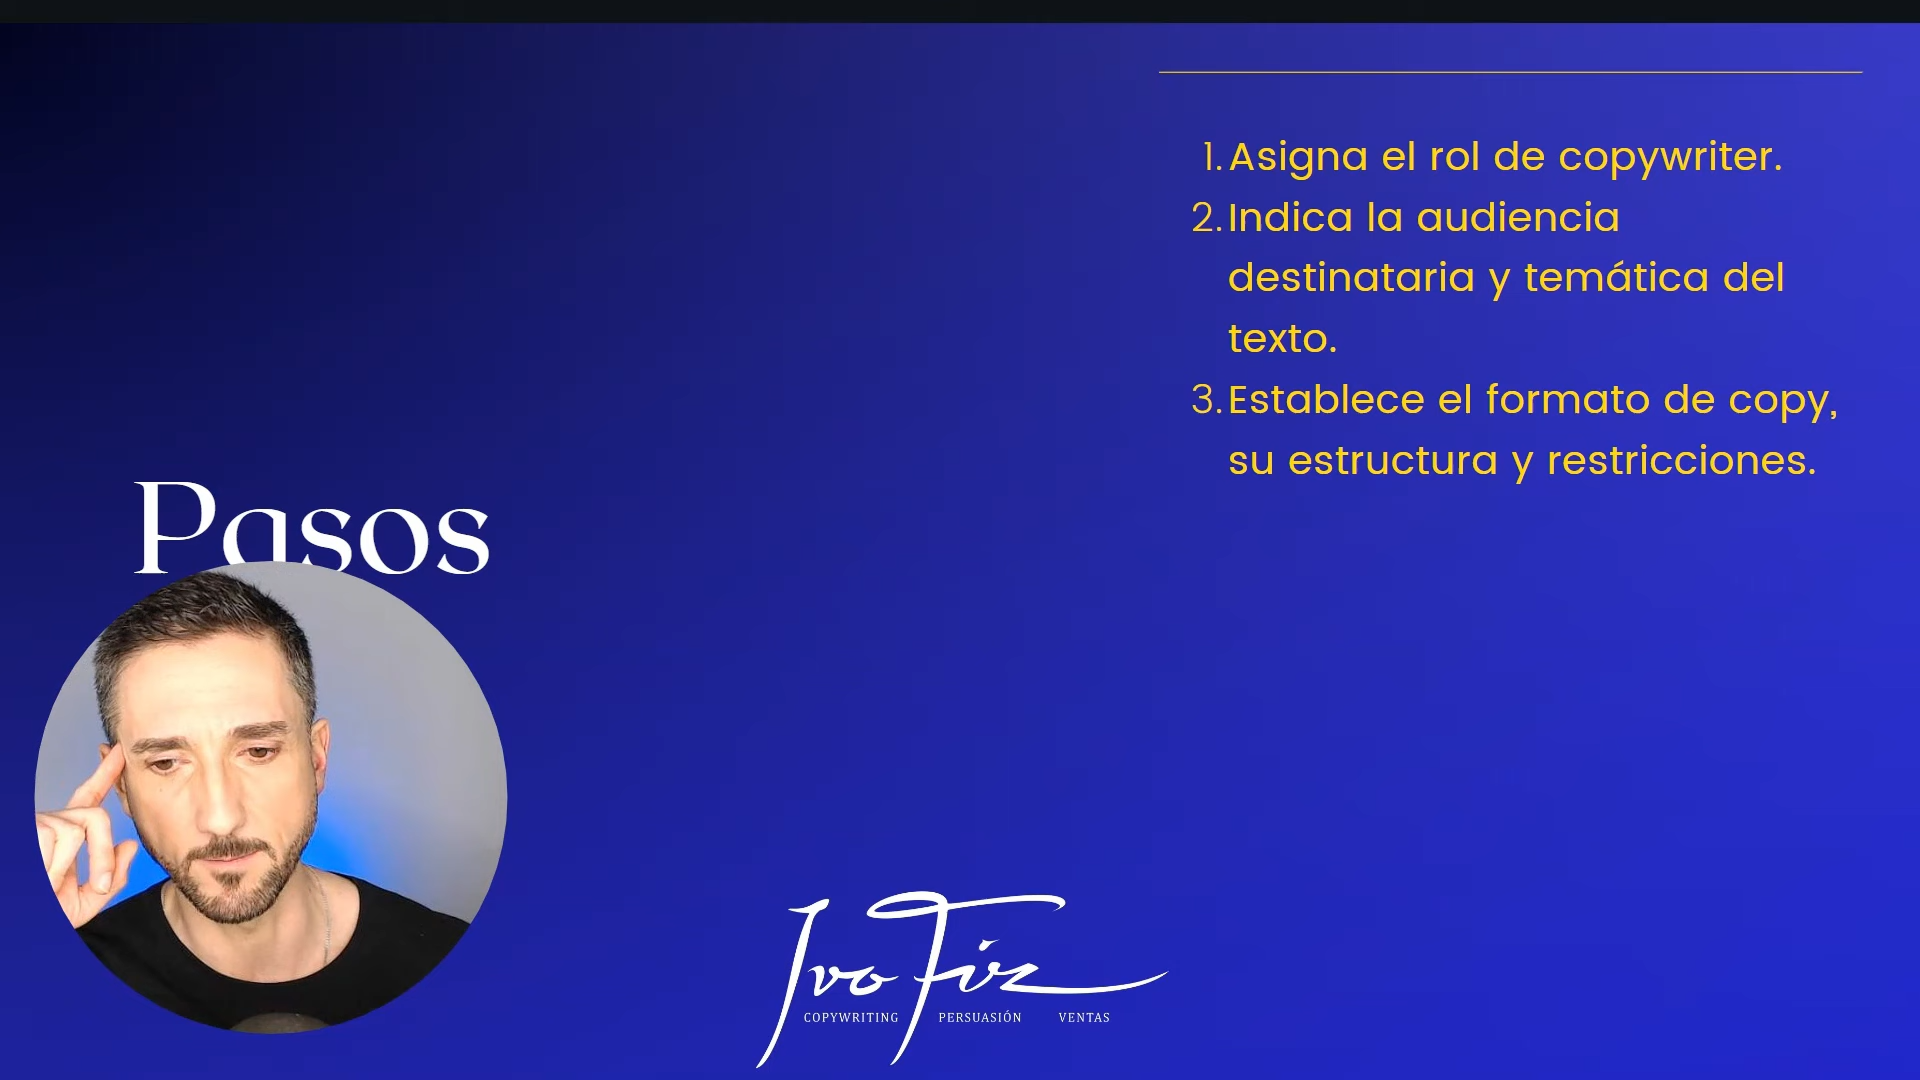 1. Asigna el rol de copywriter.
2. Indica la audiencia
destinataria y temática del
texto.
3. Establece el formato de copy,
su estructura y restricciones.
Pasos
Ivo Fiz
COPYWRITING PERSUASIÓN VENTAS